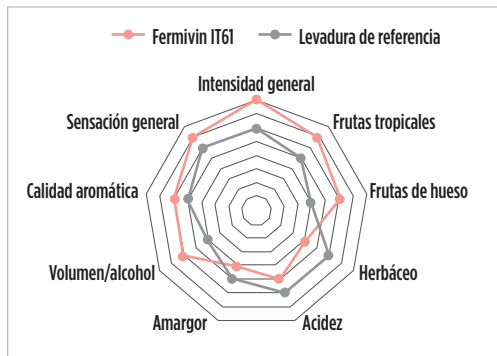 Fermivin IT61
Levadura de referencia
Intensidad general
Sensación general
Frutas tropicales
Calidad aromática
Frutas de hueso
Volumen/alcohol
Herbáceo
Amargor
Acidez